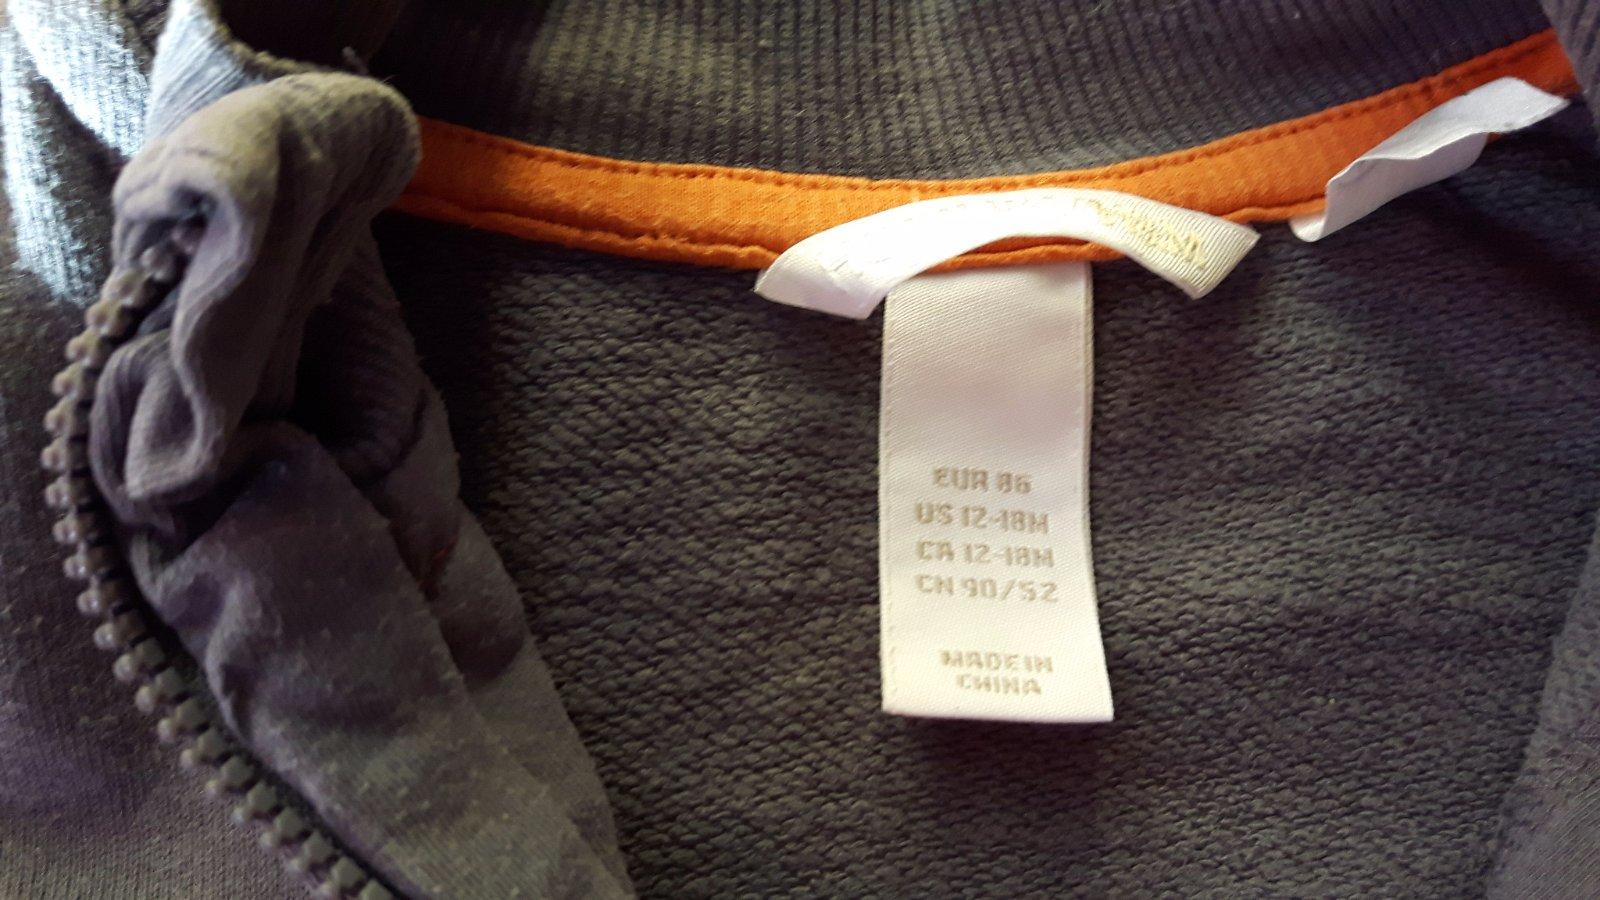 EUR 86
US 12-18M
CA 12-18M
CN 90/52
MADE IN
CHINA